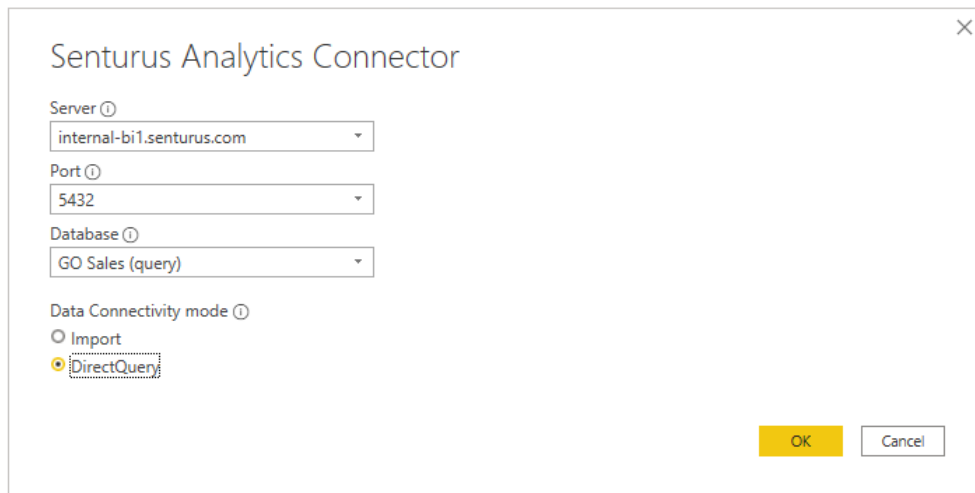 Senturus Analytics Connector
Server
internal-bi1.senturus.com
Port
5432
Database
GO Sales (query)
Data Connectivity mode
Import
DirectQuery
OK Cancel